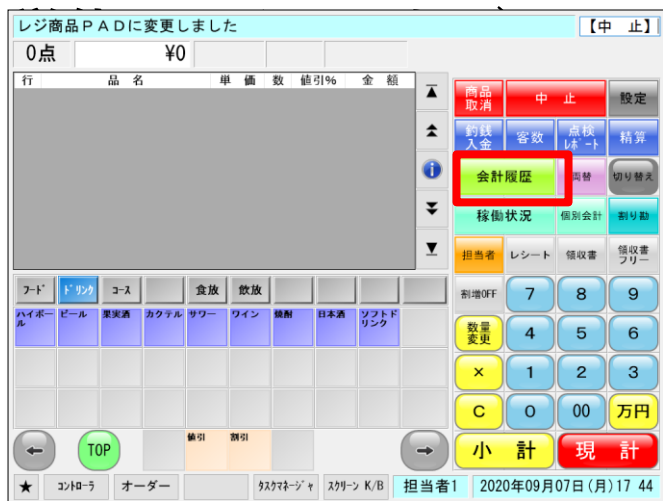 レジ商品PADに変更しました
【中 止】
0点 ¥0
行 品 名 単 価 数 値引% 金 額
商品取消 中 止 設定
釣銭入金 客数 点検ﾚﾎﾟｰﾄ 精算
会計履歴 両替 切り替え
稼働状況 個別会計 割り勘
担当者 レシート 領収書 領収書フリー
ﾌｰﾄﾞ ﾄﾞﾘﾝｸ ｺｰｽ 食放 飲放
ハイボール ビール 果実酒 カクテル サワー ワイン 焼酎 日本酒 ソフトドリンク
割増OFF 7 8 9
数量変更 4 5 6
× 1 2 3
C 0 00 万円
TOP 値引 割引
小 計 現 計
★ ｺﾝﾄﾛｰﾗ オーダー ﾀｽｸﾏﾈｰｼﾞｬ ｽｸﾘｰﾝ K/B 担当者1 2020年09月07日(月)17 44